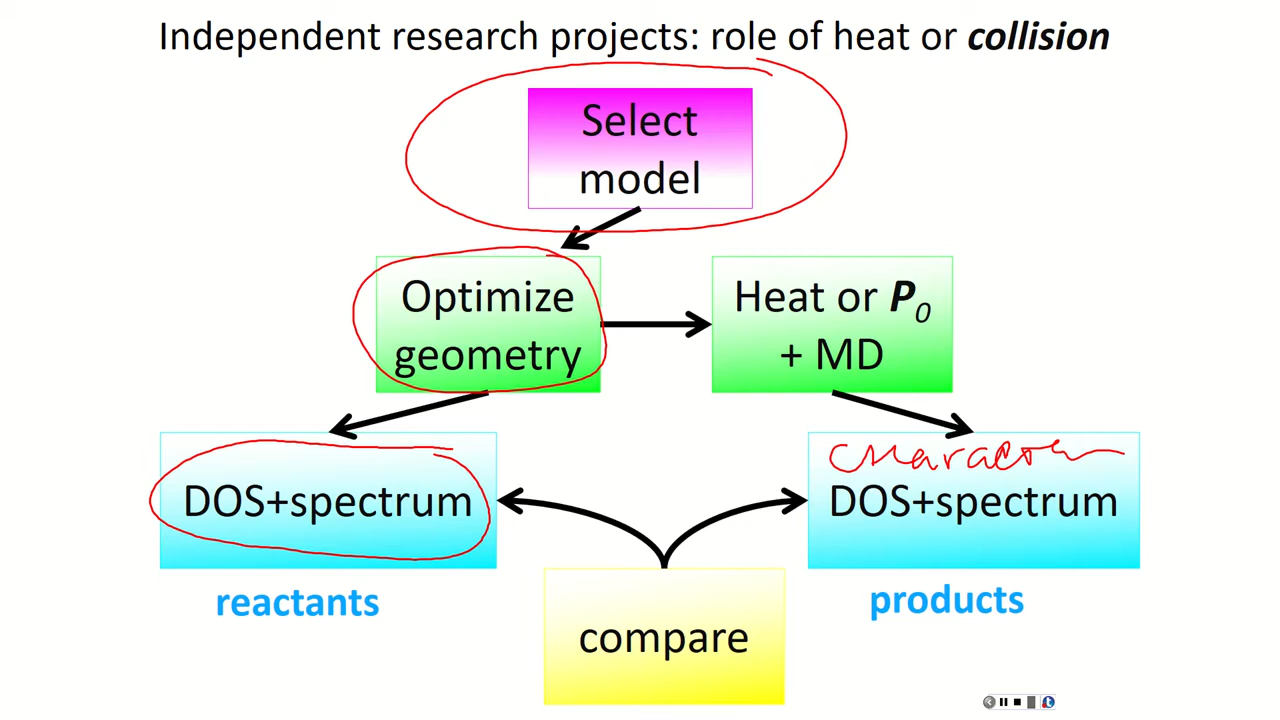 Independent research projects: role of heat or collision
Select
model
Optimize
geometry
Heat or P0
+ MD
DOS+spectrum
DOS+spectrum
reactants
products
compare